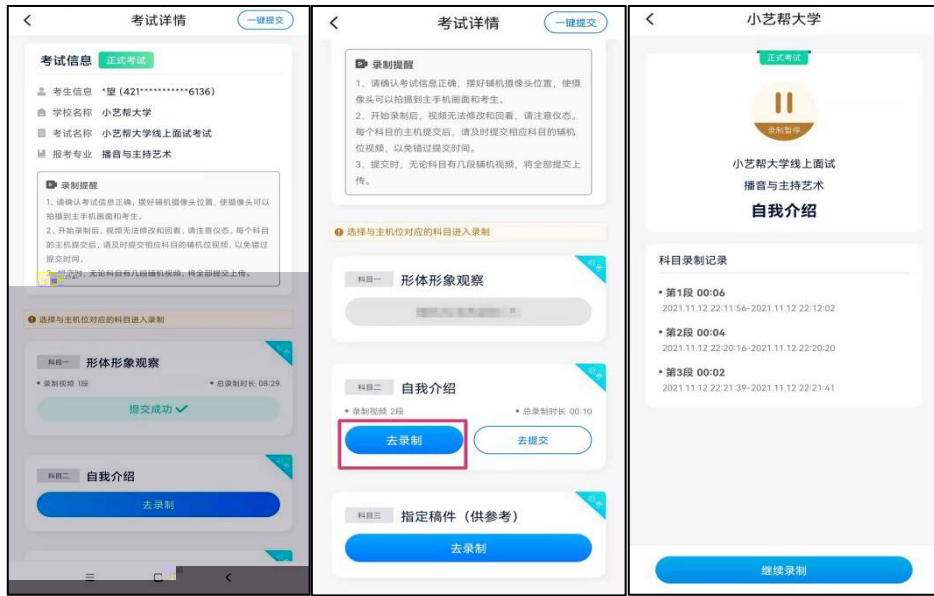 考试详情
一键提交
考试信息 正式考试
考生信息 *望 (421***********6136)
学校名称 小艺帮大学
考试名称 小艺帮大学线上面试考试
报考专业 播音与主持艺术
录制提醒
1、请确认考试信息正确，摆好辅机摄像头位置，使摄像头可以
拍摄到主手机画面和考生。
2、开始录制后，视频无法修改和回看，请注意仪态。每个科目
的主机提交后，请及时提交相应科目的辅机位视频，以免错过
提交时间。
无论科目有几段辅机视频，将全部提交上传。
选择与主机位对应的科目进入录制
科目一 形体形象观察
• 录制视频 1段 • 总录制时长 08:29
提交成功
科目二 自我介绍
去录制
考试详情
一键提交
录制提醒
1、请确认考试信息正确，摆好辅机摄像头位置，使摄
像头可以拍摄到主手机画面和考生。
2、开始录制后，视频无法修改和回看，请注意仪态。
每个科目的主机提交后，请及时提交相应科目的辅机
位视频，以免错过提交时间。
3、提交时，无论科目有几段辅机视频，将全部提交上
传。
选择与主机位对应的科目进入录制
科目一 形体形象观察
科目二 自我介绍
• 录制视频 2段 • 总录制时长 00:10
去录制 去提交
科目三 指定稿件（供参考）
去录制
小艺帮大学
正式考试
录制暂停
小艺帮大学线上面试
播音与主持艺术
自我介绍
科目录制记录
• 第1段 00:06
2021.11.12 22:11:56-2021.11.12 22:12:02
• 第2段 00:04
2021.11.12 22:20:16-2021.11.12 22:20:20
• 第3段 00:02
2021.11.12 22:21:39-2021.11.12 22:21:41
继续录制